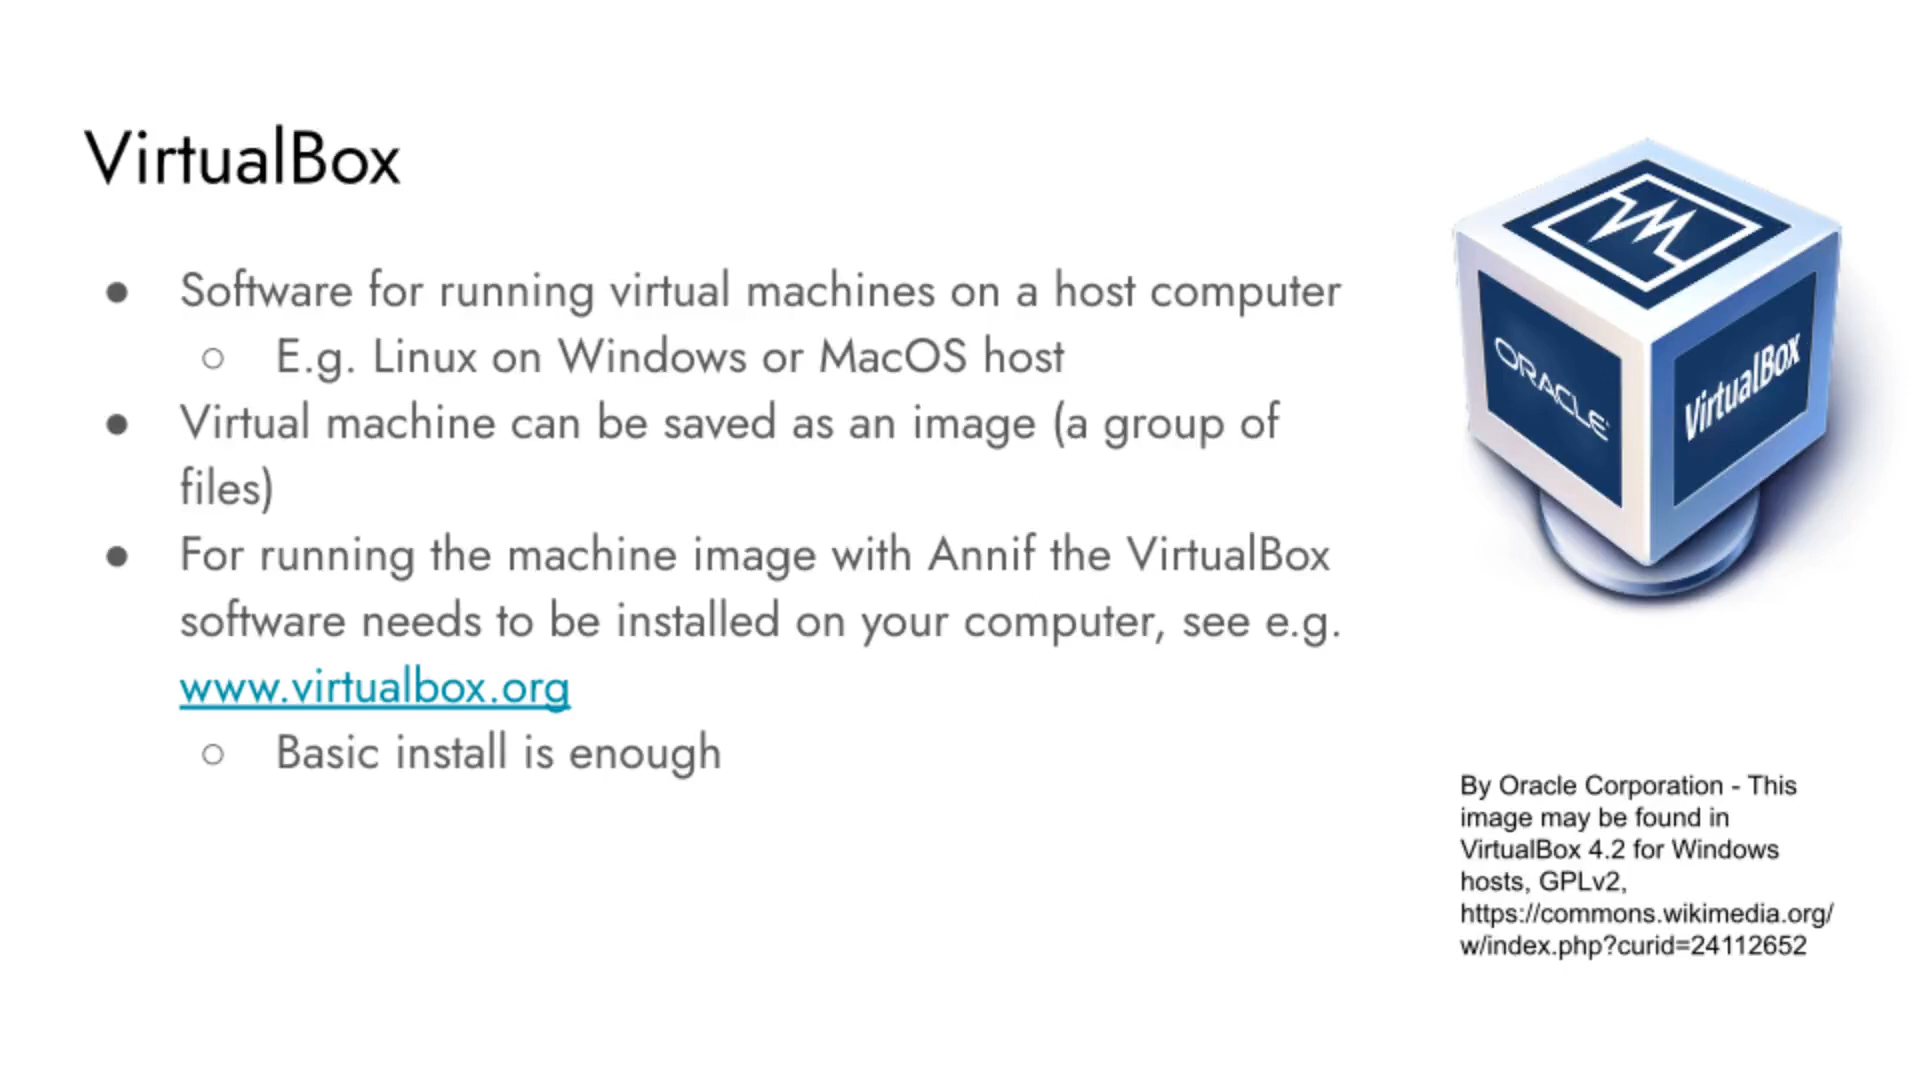 VirtualBox
● Software for running virtual machines on a host computer
○ E.g. Linux on Windows or MacOS host
● Virtual machine can be saved as an image (a group of
files)
● For running the machine image with Annif the VirtualBox
software needs to be installed on your computer, see e.g.
www.virtualbox.org
○ Basic install is enough
ORACLE
VirtualBox
By Oracle Corporation - This
image may be found in
VirtualBox 4.2 for Windows
hosts, GPLv2,
https://commons.wikimedia.org/
w/index.php?curid=24112652